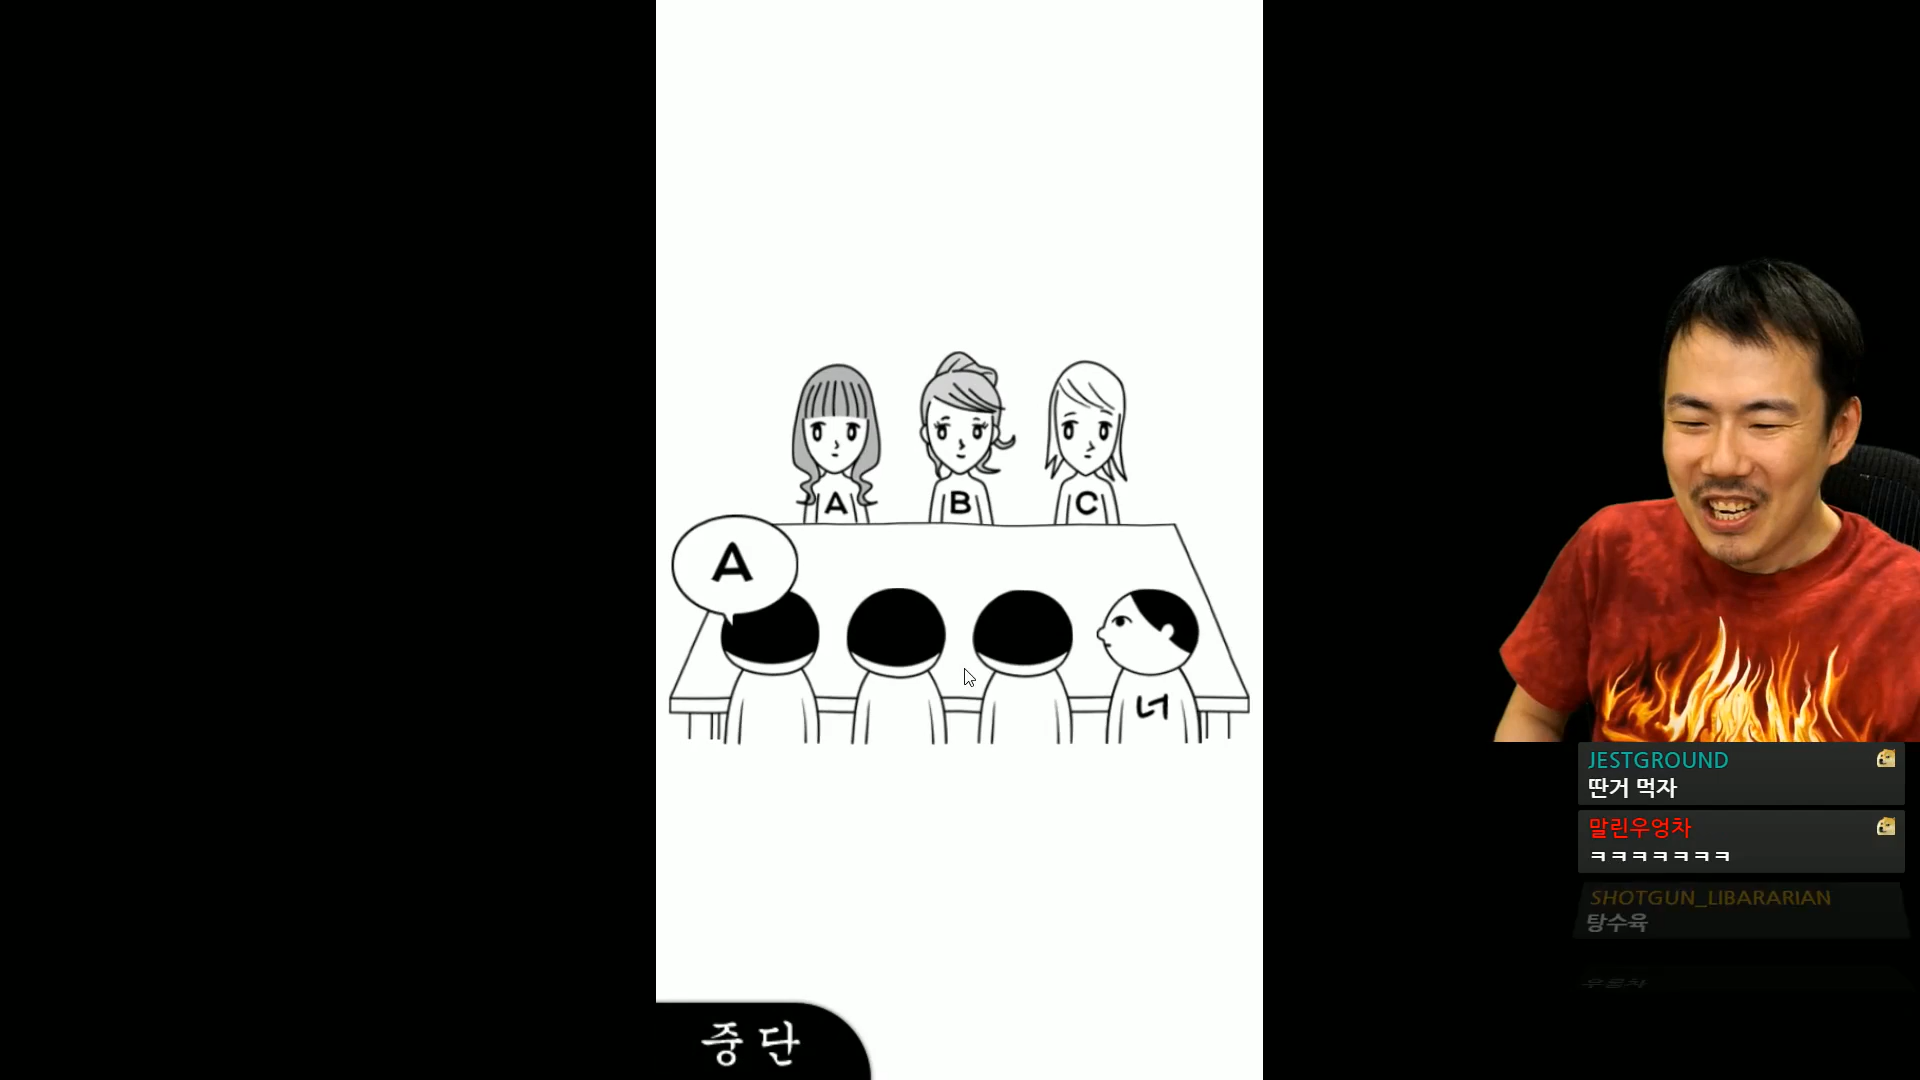 A
B
C
A
너
중단
JESTGROUND
딴거 먹자
말린우엉차
ㅋㅋㅋㅋㅋㅋㅋ
SHOTGUN_LIBARARIAN
탕수육